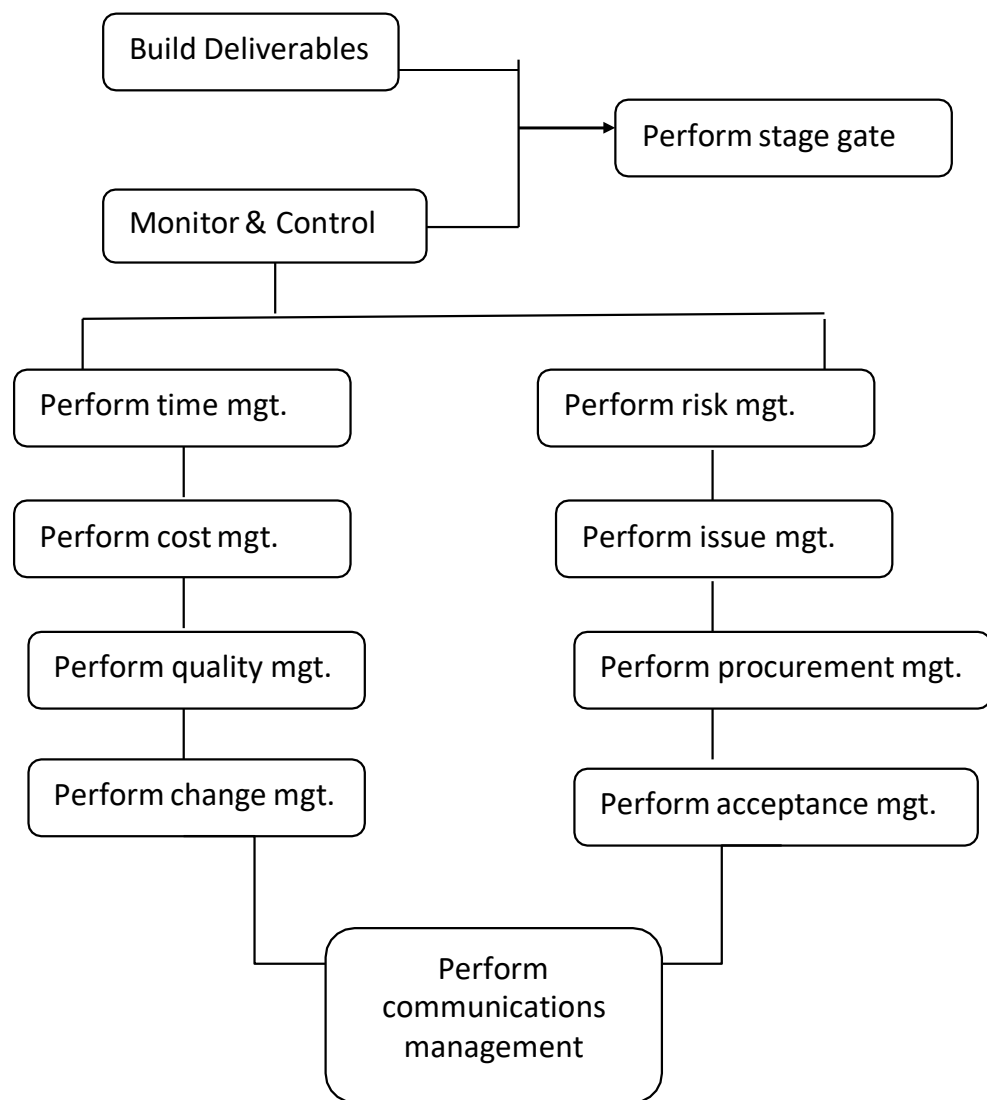 Build Deliverables
Perform stage gate
Monitor & Control
Perform time mgt.
Perform risk mgt.
Perform cost mgt.
Perform issue mgt.
Perform quality mgt.
Perform procurement mgt.
Perform change mgt.
Perform acceptance mgt.
Perform
communications
management